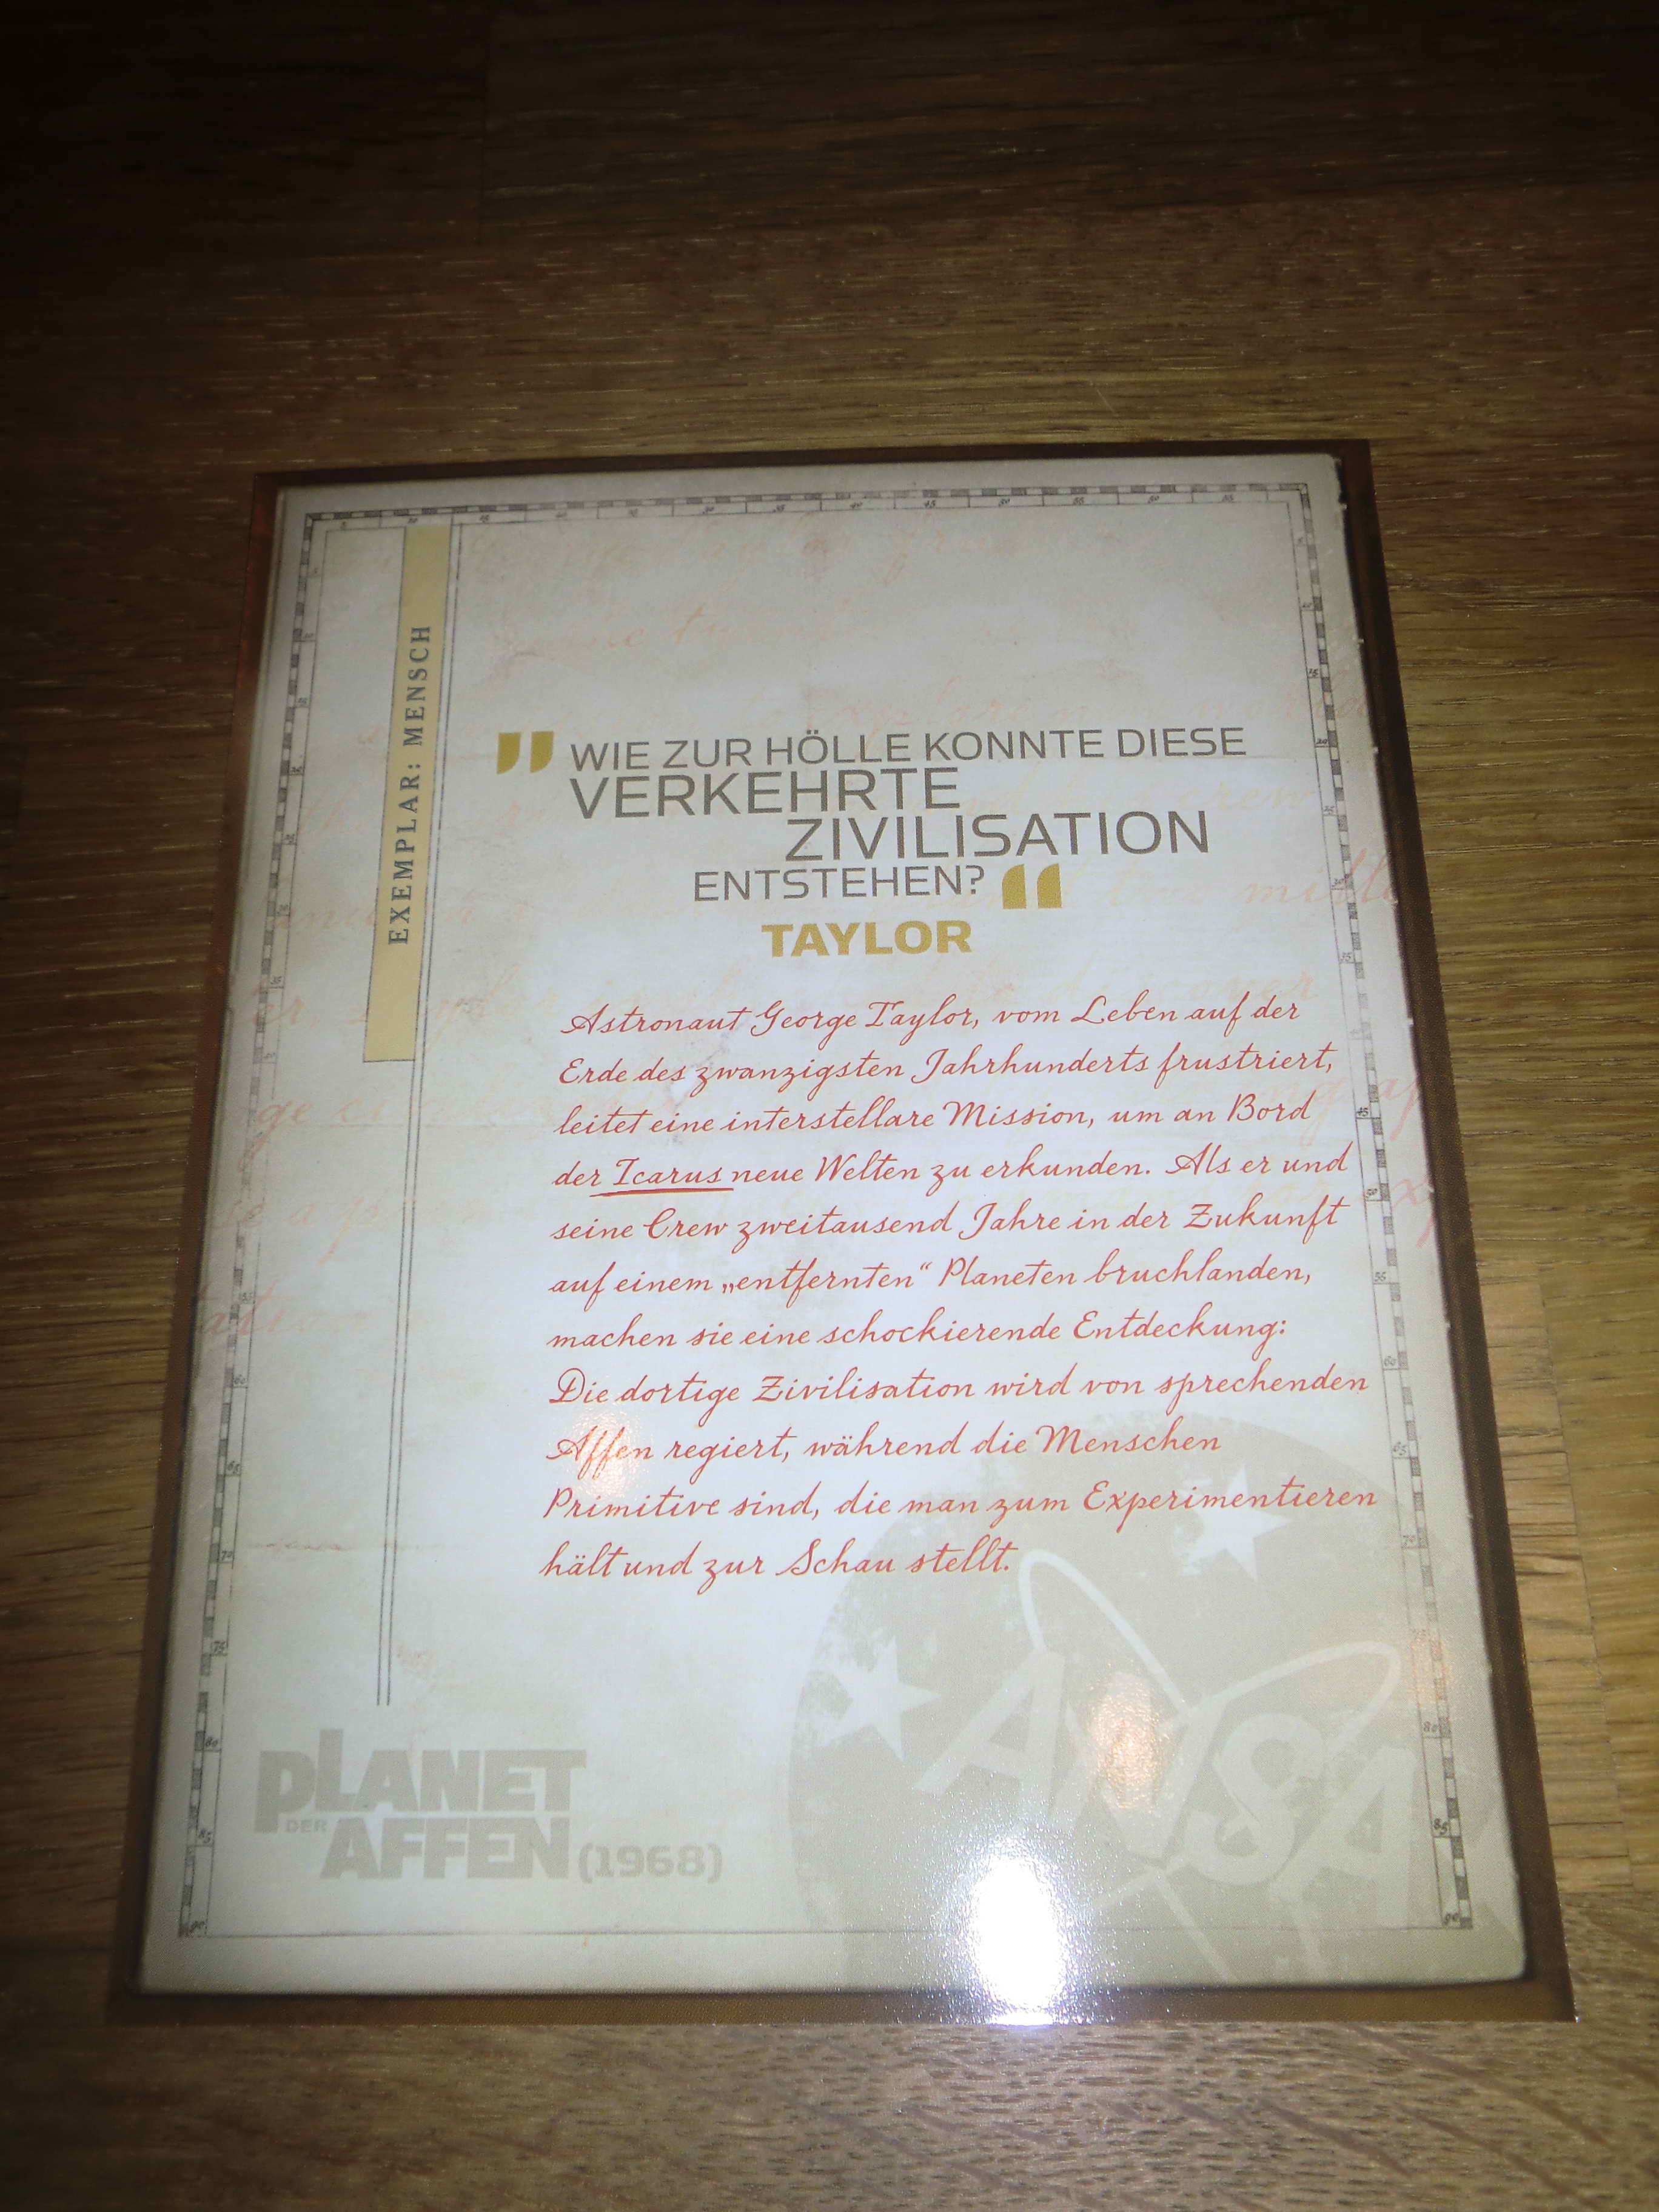 EXEMPLAR: MENSCH
"WIE ZUR HÖLLE KONNTE DIESE
VERKEHRTE
ZIVILISATION
ENTSTEHEN?"
TAYLOR
Astronaut George Taylor, vom Leben auf der
Erde des zwanzigsten Jahrhunderts frustriert,
leitet eine interstellare Mission, um an Bord
der Icarus neue Welten zu erkunden. Als er und
seine Crew zweitausend Jahre in der Zukunft
auf einem „entfernten“ Planeten bruchlanden,
machen sie eine schockierende Entdeckung:
Die dortige Zivilisation wird von sprechenden
Affen regiert, während die Menschen
Primitive sind, die man zum Experimentieren
hält und zur Schau stellt.
ANSA
PLANET
DER
AFFEN (1968)